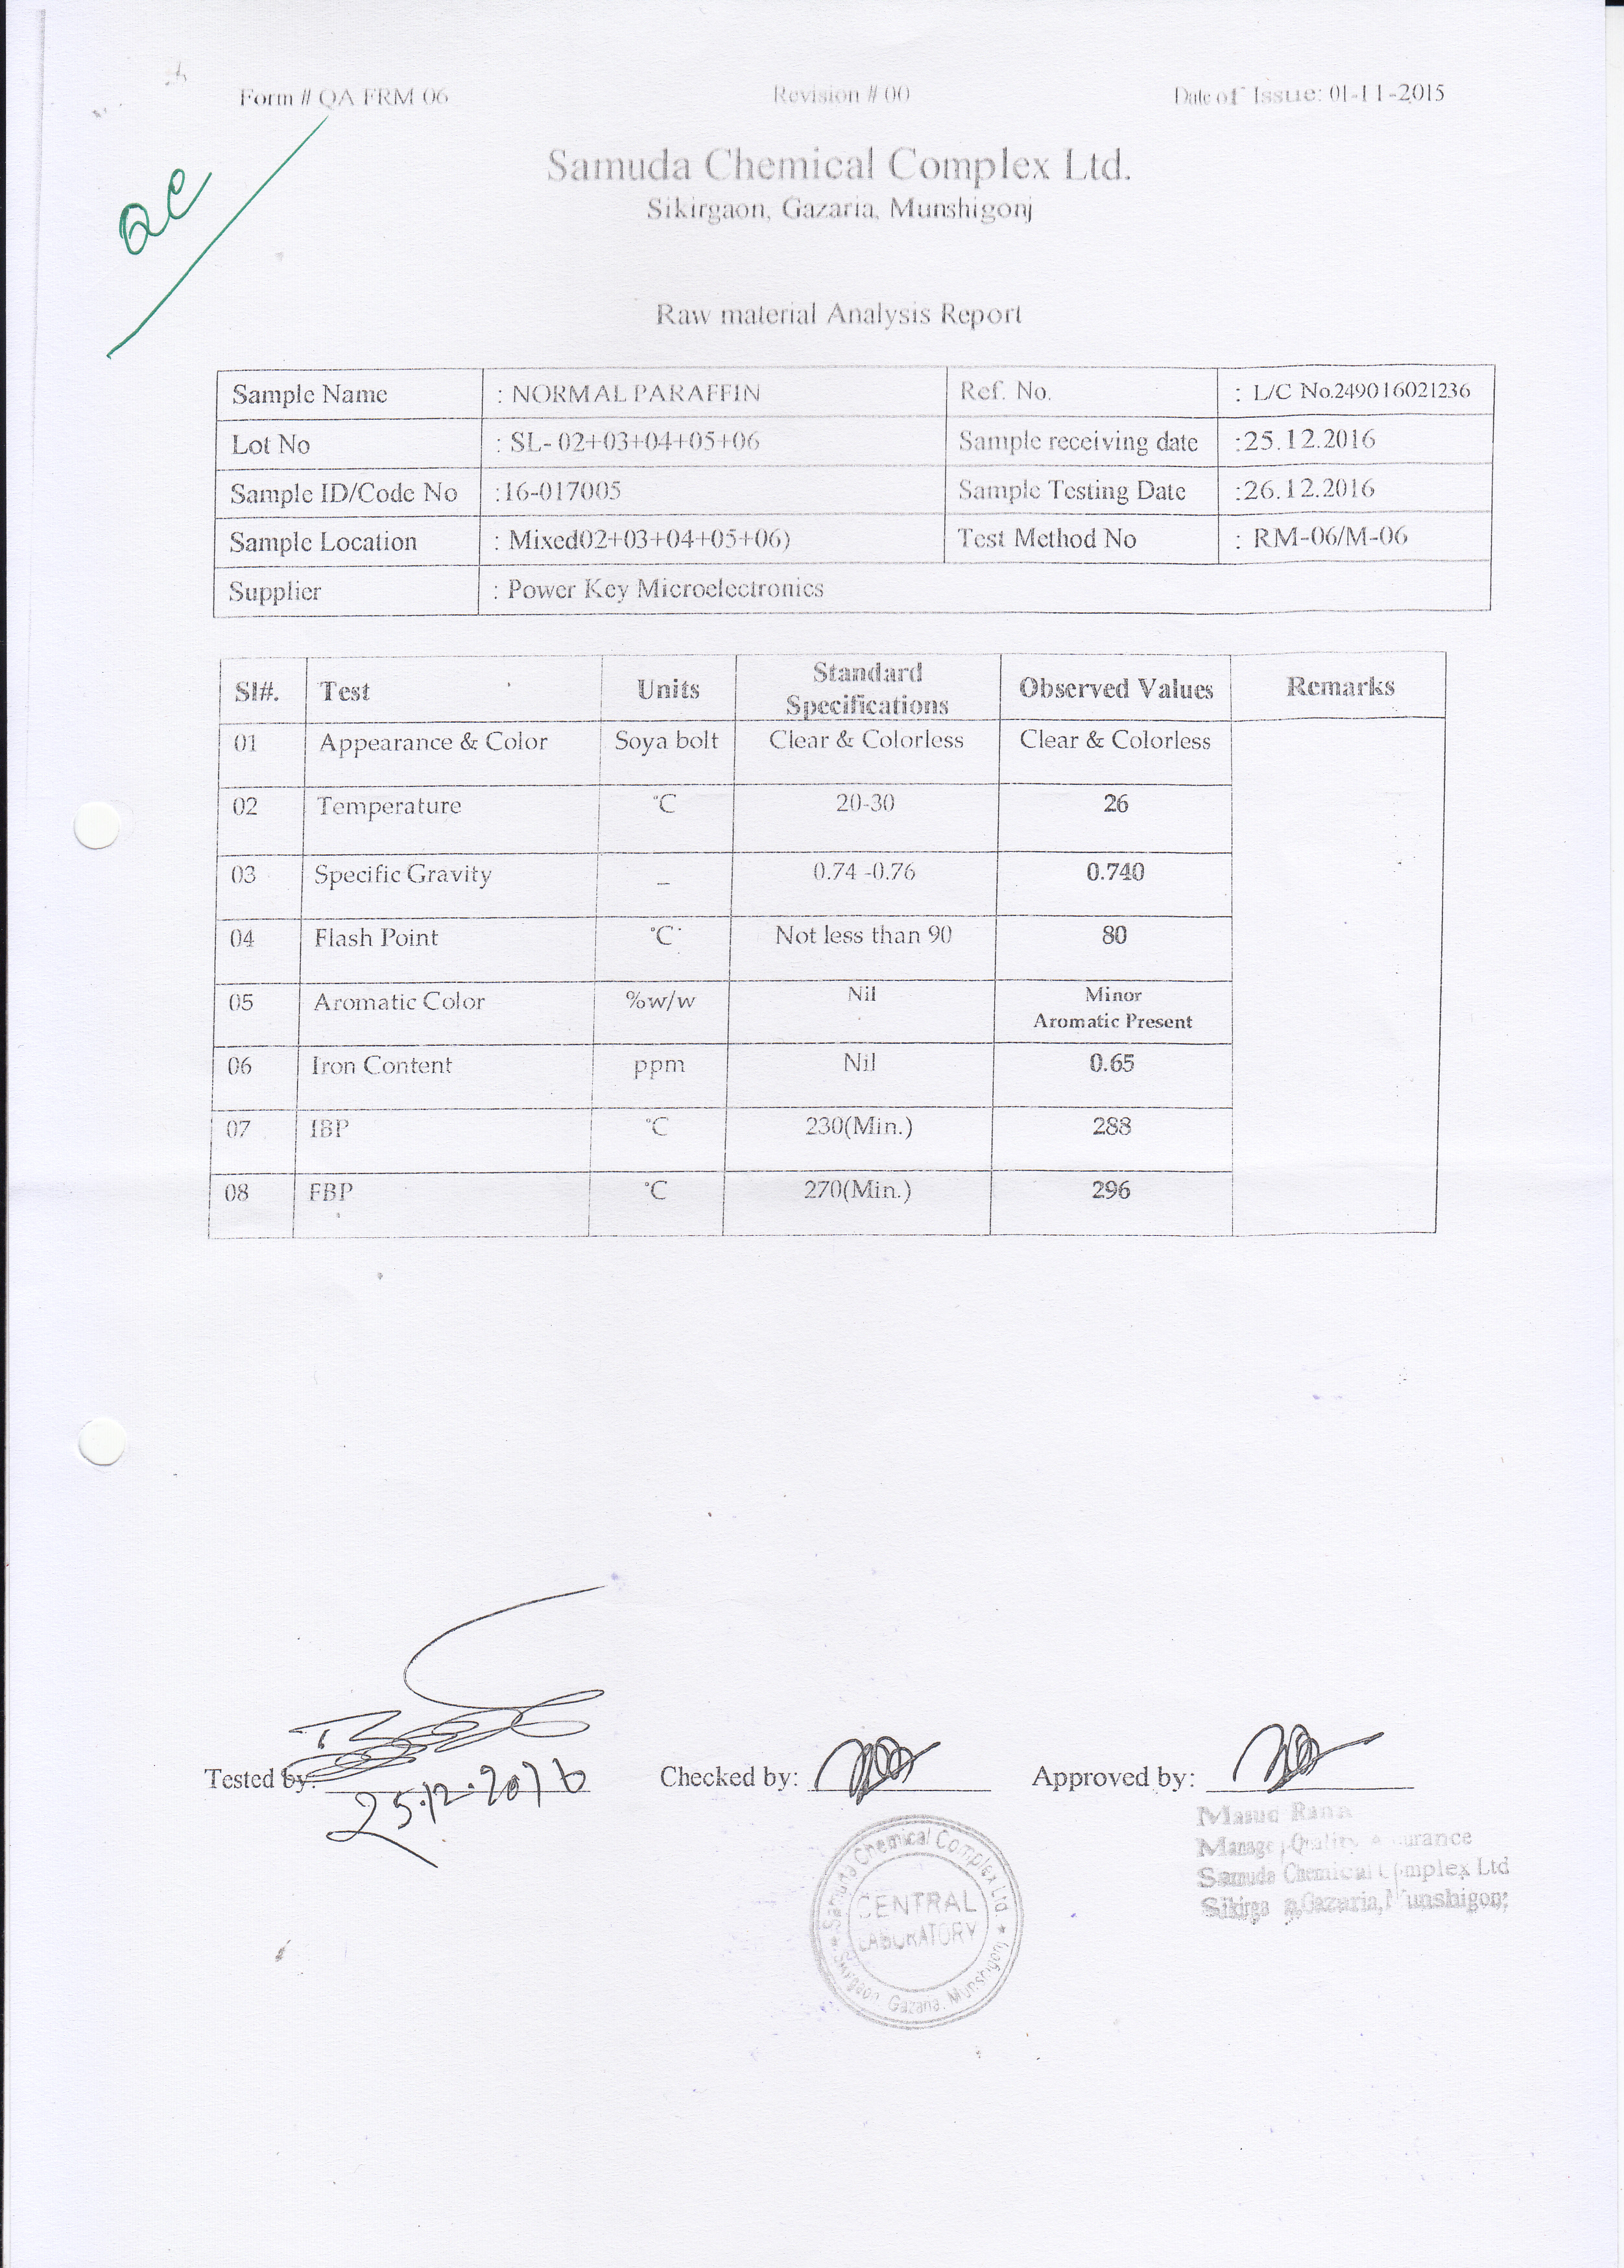 Form # QA FRM 06 Revision # 00 Date of Issue: 01-11-2015
QC
Samuda Chemical Complex Ltd.
Sikirgaon, Gazaria, Munshigonj
Raw material Analysis Report
Sample Name : NORMAL PARAFFIN Ref. No. : L/C No.249016021236
Lot No : SL- 02+03+04+05+06 Sample receiving date :25.12.2016
Sample ID/Code No :16-017005 Sample Testing Date :26.12.2016
Sample Location : Mixed02+03+04+05+06) Test Method No : RM-06/M-06
Supplier : Power Key Microelectronics
Sl#. Test Units Standard Specifications Observed Values Remarks
01 Appearance & Color Soya bolt Clear & Colorless Clear & Colorless
02 Temperature °C 20-30 26
03 Specific Gravity – 0.74 -0.76 0.740
04 Flash Point °C Not less than 90 80
05 Aromatic Color %w/w Nil Minor Aromatic Present
06 Iron Content ppm Nil 0.65
07 IBP °C 230(Min.) 288
08 FBP °C 270(Min.) 296
Tested by: Checked by: Approved by:
25.12.2016
Masud Rana
Manager, Quality Assurance
Samuda Chemical Complex Ltd
Sikirga n,Gazaria,Munshigonj
Samuda Chemical Complex Ltd.
CENTRAL
LABORATORY
Sikirgaon, Gazaria, Munshigonj